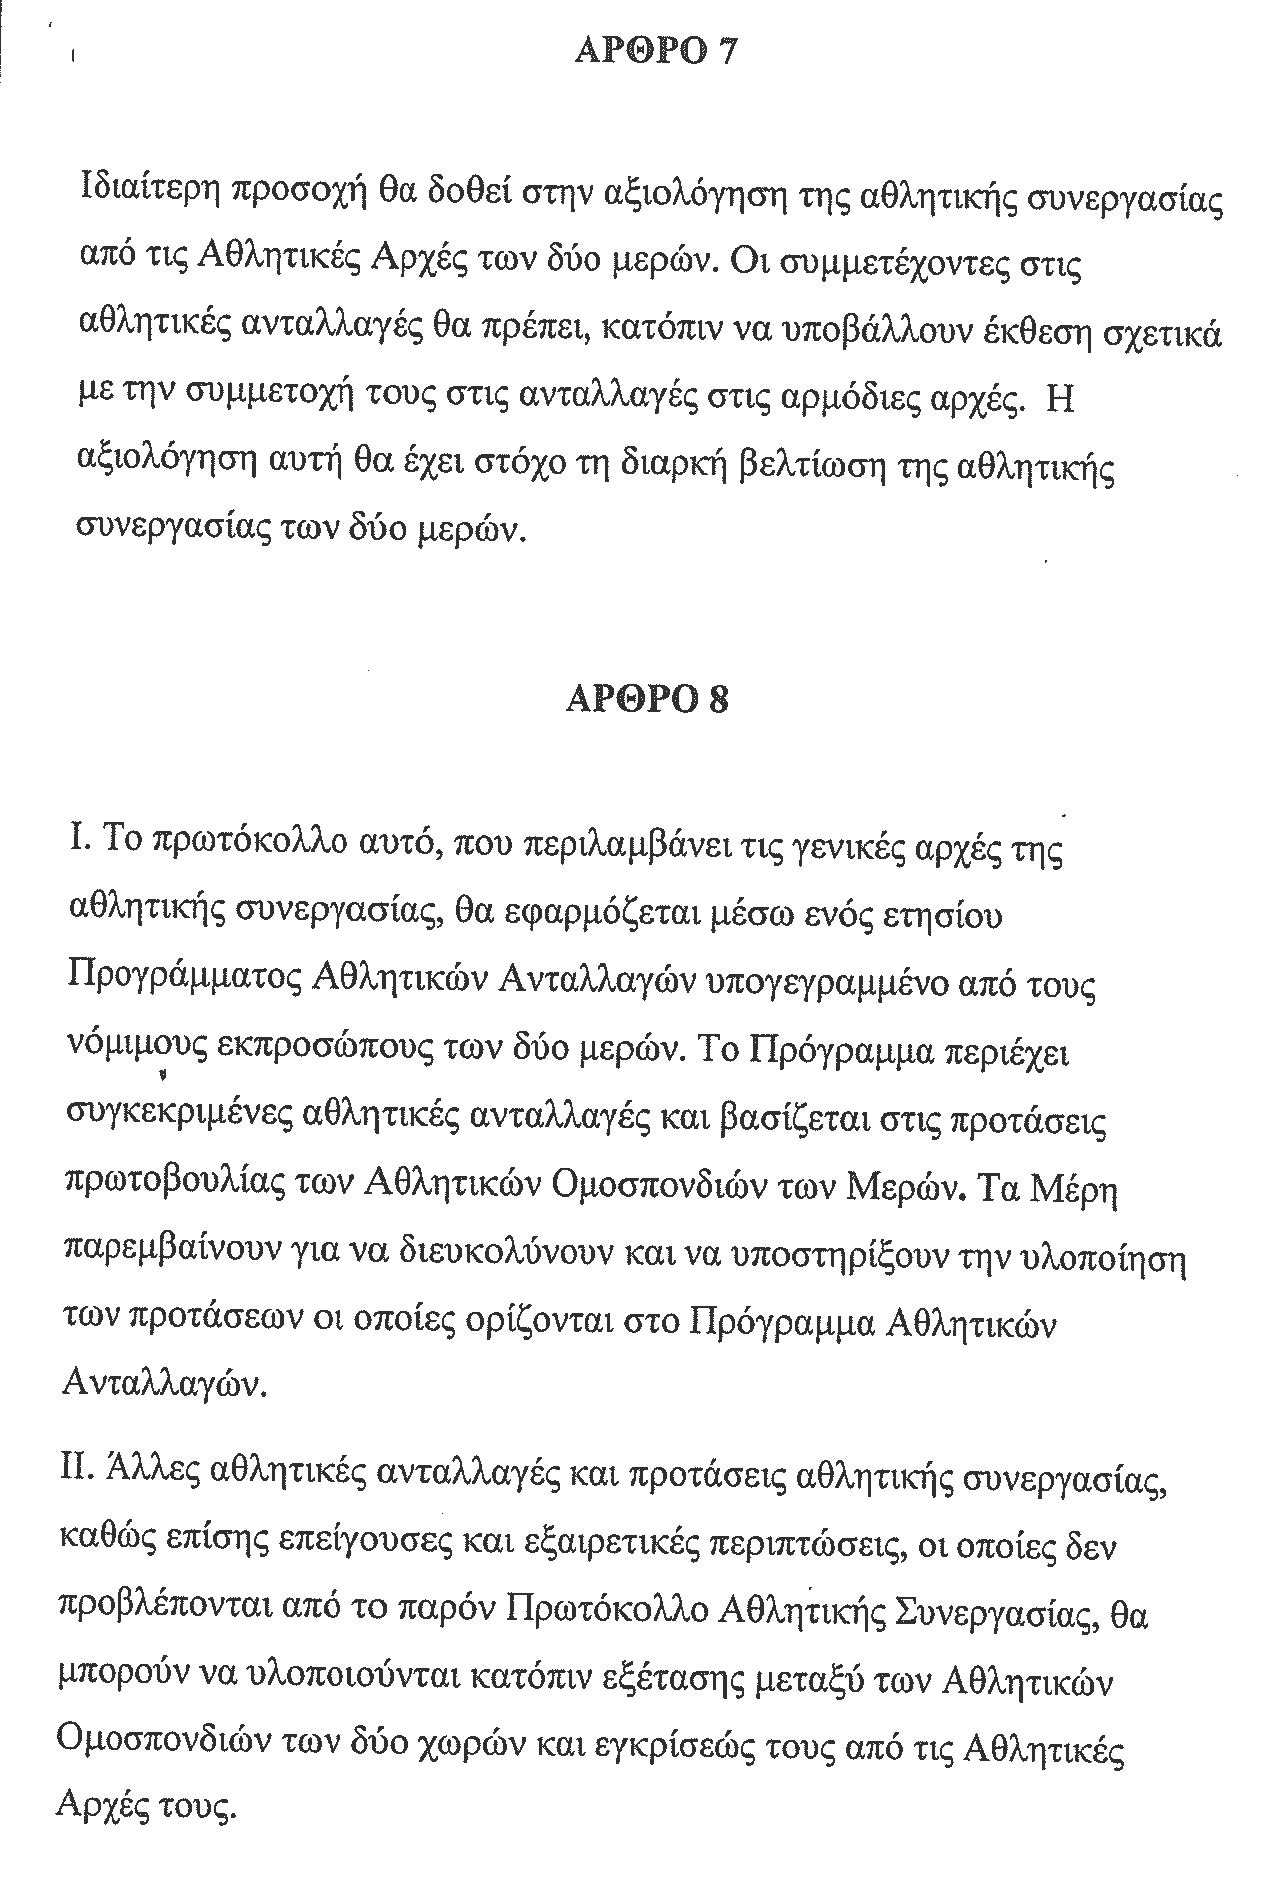 ΑΡΘΡΟ 7
Ιδιαίτερη προσοχή θα δοθεί στην αξιολόγηση της αθλητικής συνεργασίας
από τις Αθλητικές Αρχές των δύο μερών. Οι συμμετέχοντες στις
αθλητικές ανταλλαγές θα πρέπει, κατόπιν να υποβάλλουν έκθεση σχετικά
με την συμμετοχή τους στις ανταλλαγές στις αρμόδιες αρχές. Η
αξιολόγηση αυτή θα έχει στόχο τη διαρκή βελτίωση της αθλητικής
συνεργασίας των δύο μερών.
ΑΡΘΡΟ 8
Ι. Το πρωτόκολλο αυτό, που περιλαμβάνει τις γενικές αρχές της
αθλητικής συνεργασίας, θα εφαρμόζεται μέσω ενός ετησίου
Προγράμματος Αθλητικών Ανταλλαγών υπογεγραμμένο από τους
νόμιμους εκπροσώπους των δύο μερών. Το Πρόγραμμα περιέχει
συγκεκριμένες αθλητικές ανταλλαγές και βασίζεται στις προτάσεις
πρωτοβουλίας των Αθλητικών Ομοσπονδιών των Μερών. Τα Μέρη
παρεμβαίνουν για να διευκολύνουν και να υποστηρίξουν την υλοποίηση
των προτάσεων οι οποίες ορίζονται στο Πρόγραμμα Αθλητικών
Ανταλλαγών.
ΙΙ. Άλλες αθλητικές ανταλλαγές και προτάσεις αθλητικής συνεργασίας,
καθώς επίσης επείγουσες και εξαιρετικές περιπτώσεις, οι οποίες δεν
προβλέπονται από το παρόν Πρωτόκολλο Αθλητικής Συνεργασίας, θα
μπορούν να υλοποιούνται κατόπιν εξέτασης μεταξύ των Αθλητικών
Ομοσπονδιών των δύο χωρών και εγκρίσεώς τους από τις Αθλητικές
Αρχές τους.